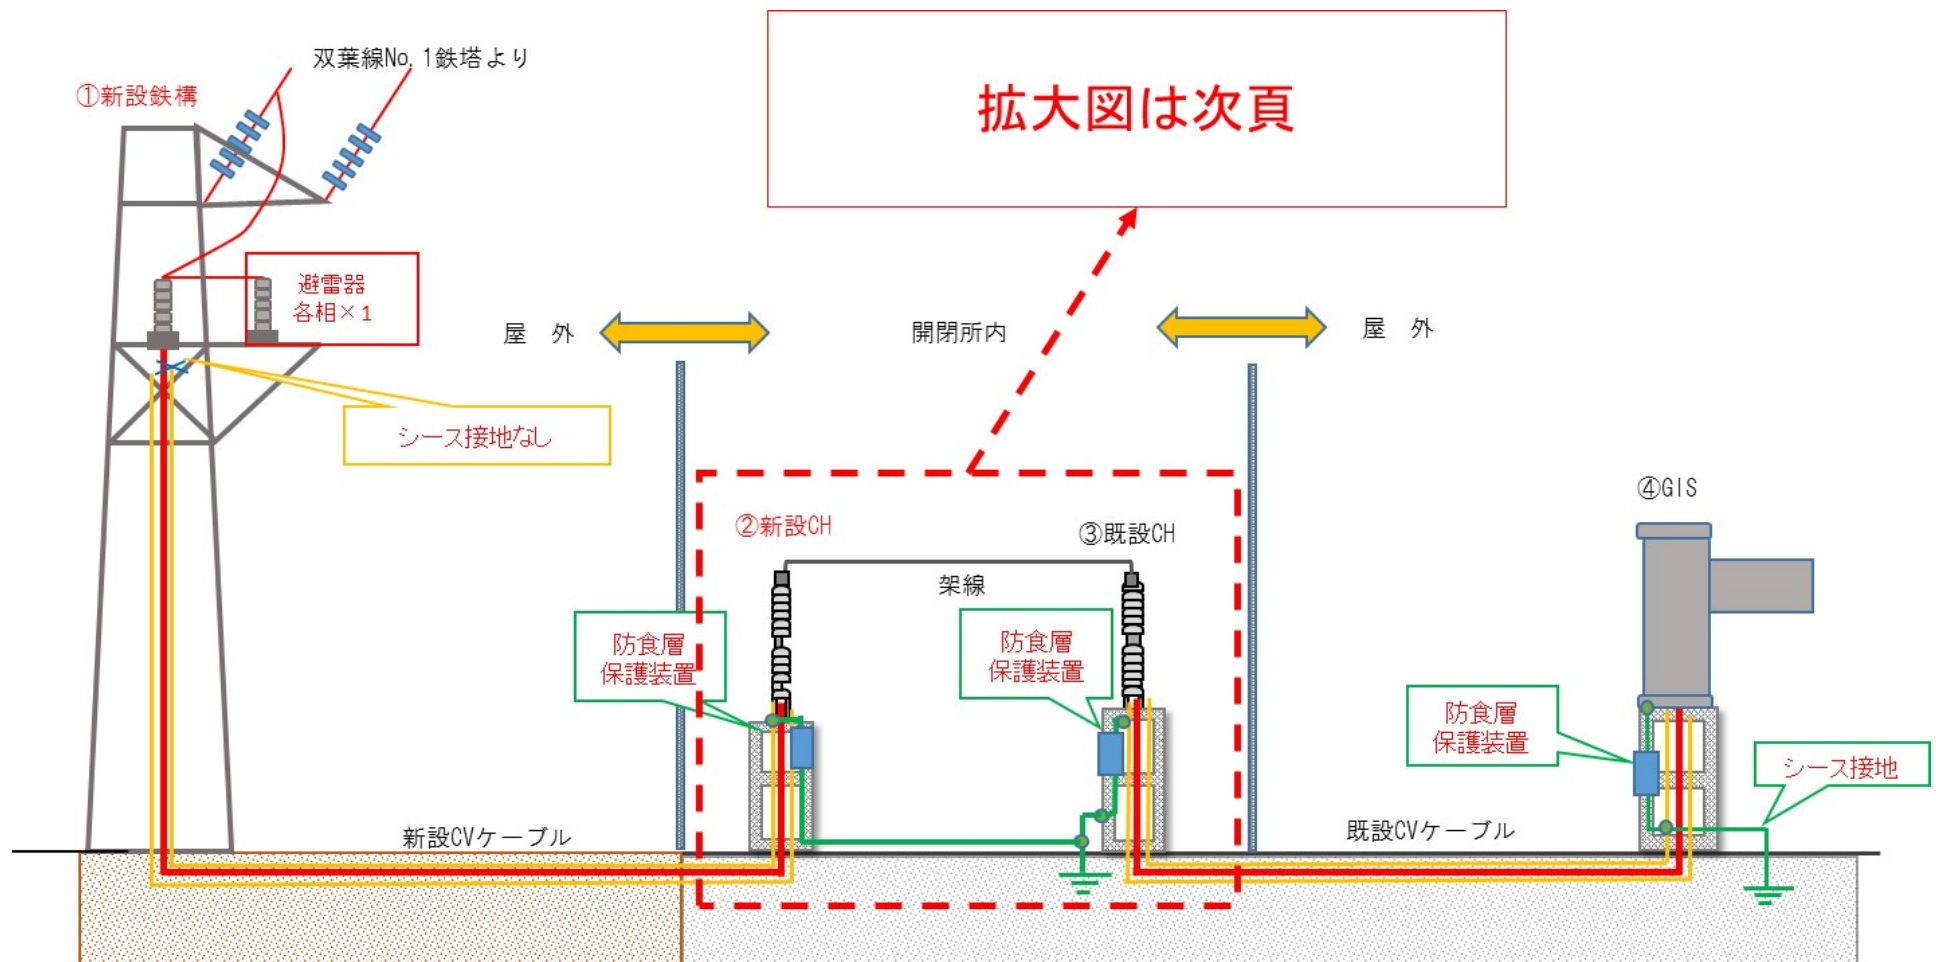 双葉線No.1鉄塔より
①新設鉄構
拡大図は次頁
避雷器
各相×1
屋　外
開閉所内
屋　外
シース接地なし
④GIS
②新設CH
③既設CH
架線
防食層
保護装置
防食層
保護装置
防食層
保護装置
シース接地
新設CVケーブル
既設CVケーブル